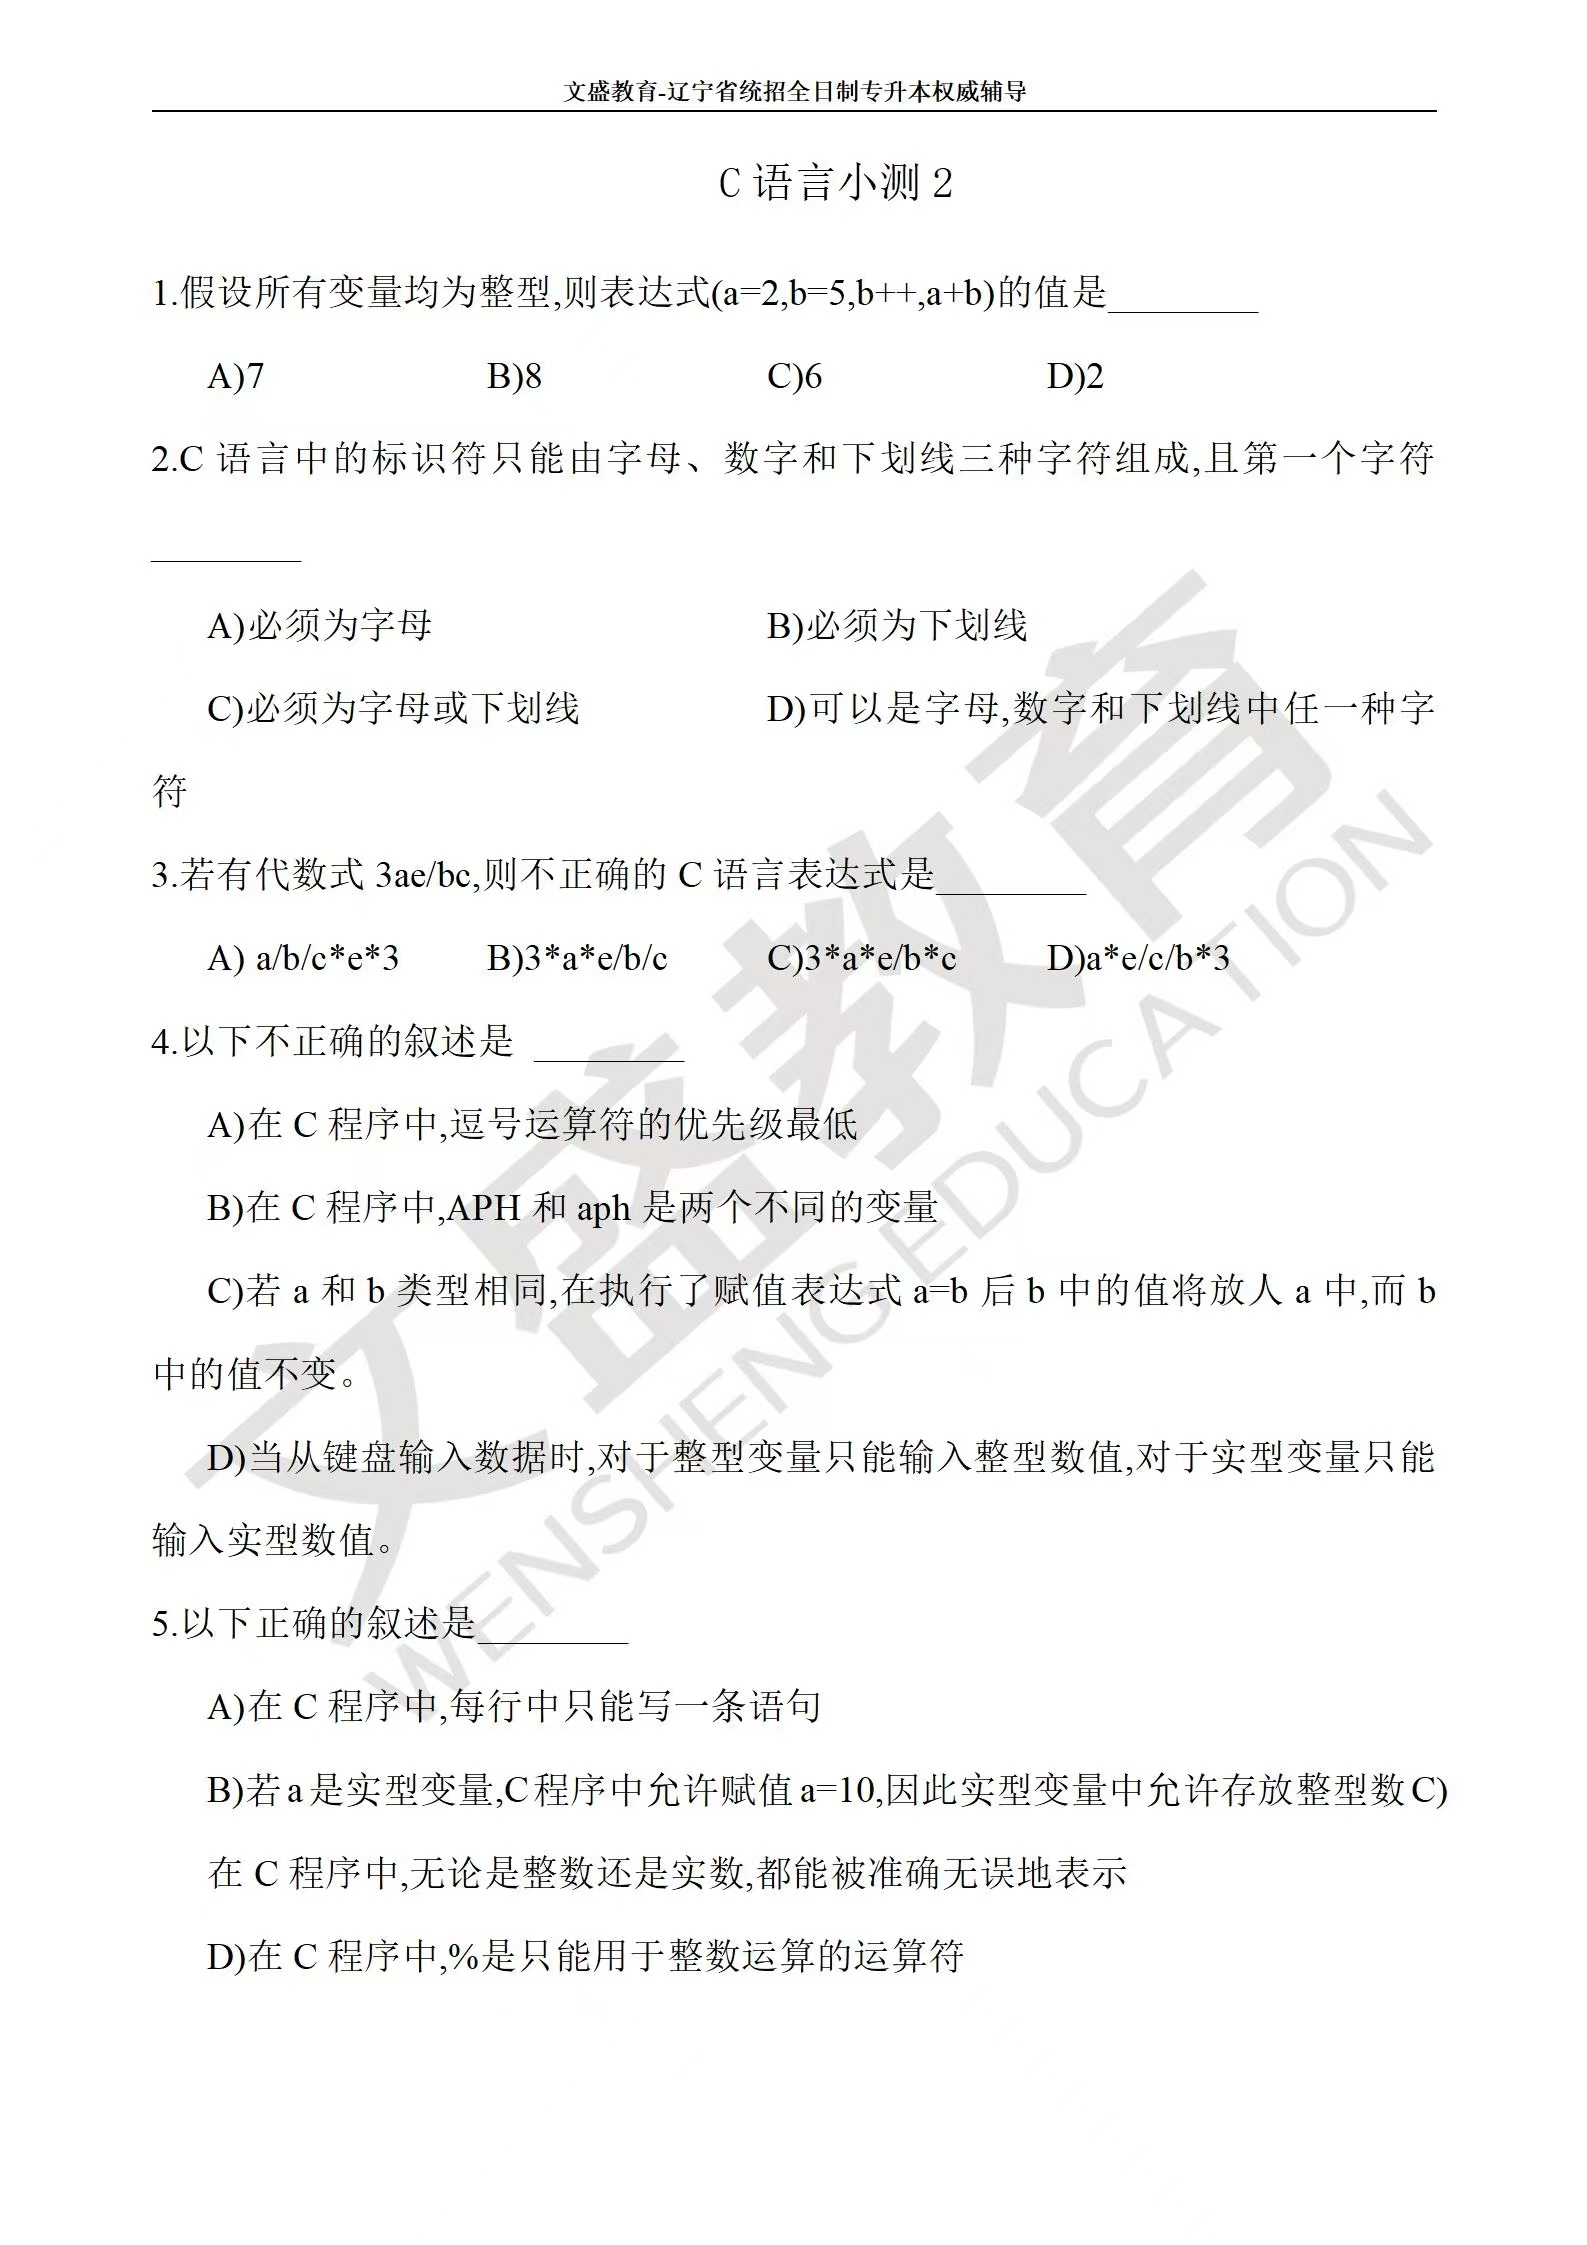 文盛教育-辽宁省统招全日制专升本权威辅导
C 语言小测 2
1.假设所有变量均为整型,则表达式(a=2,b=5,b++,a+b)的值是________
A)7 B)8 C)6 D)2
2.C 语言中的标识符只能由字母、数字和下划线三种字符组成,且第一个字符
________
A)必须为字母 B)必须为下划线
C)必须为字母或下划线 D)可以是字母,数字和下划线中任一种字
符
3.若有代数式 3ae/bc,则不正确的 C 语言表达式是________
A) a/b/c*e*3 B)3*a*e/b/c C)3*a*e/b*c D)a*e/c/b*3
4.以下不正确的叙述是 ________
A)在 C 程序中,逗号运算符的优先级最低
B)在 C 程序中,APH 和 aph 是两个不同的变量
C)若 a 和 b 类型相同,在执行了赋值表达式 a=b 后 b 中的值将放人 a 中,而 b
中的值不变。
D)当从键盘输入数据时,对于整型变量只能输入整型数值,对于实型变量只能
输入实型数值。
5.以下正确的叙述是________
A)在 C 程序中,每行中只能写一条语句
B)若 a 是实型变量,C 程序中允许赋值 a=10,因此实型变量中允许存放整型数 C)
在 C 程序中,无论是整数还是实数,都能被准确无误地表示
D)在 C 程序中,%是只能用于整数运算的运算符
文盛教育
WENSHENG EDUCATION